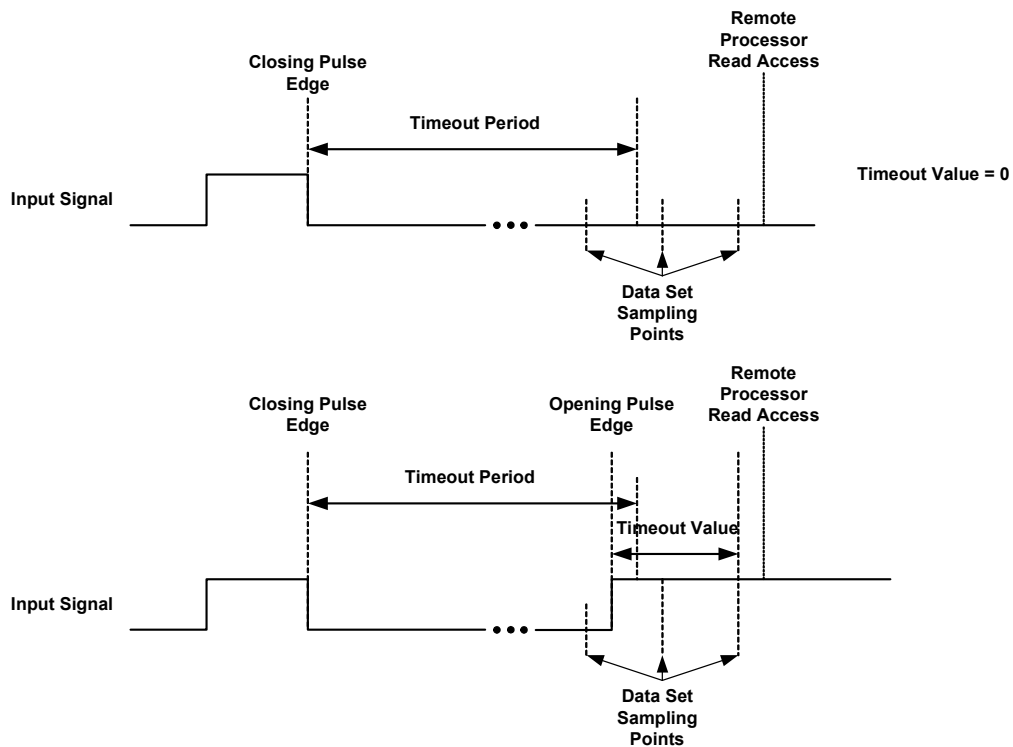 Remote
Processor
Read Access
Closing Pulse
Edge
Timeout Period
Input Signal
Timeout Value = 0
Data Set
Sampling
Points
Remote
Processor
Read Access
Closing Pulse
Edge
Opening Pulse
Edge
Timeout Period
Timeout Value
Input Signal
Data Set
Sampling
Points